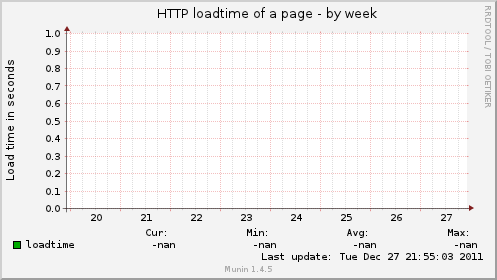 HTTP loadtime of a page - by week
RRDTOOL / TOBI OETIKER
Load time in seconds
1.0
0.9
0.8
0.7
0.6
0.5
0.4
0.3
0.2
0.1
0.0
20 21 22 23 24 25 26 27
Cur: Min: Avg: Max:
loadtime -nan -nan -nan -nan
Last update: Tue Dec 27 21:55:03 2011
Munin 1.4.5